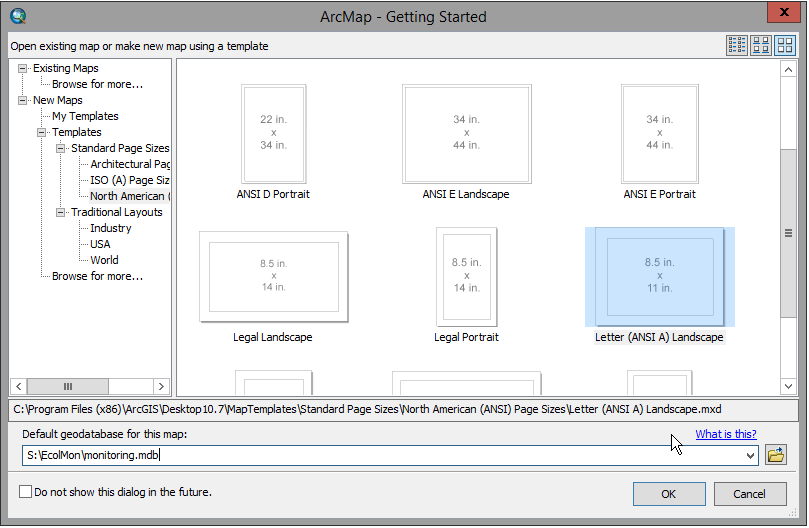 ArcMap - Getting Started
Open existing map or make new map using a template
Existing Maps
Browse for more...
New Maps
My Templates
Templates
Standard Page Sizes
Architectural Pag
ISO (A) Page Siz
North American (
Traditional Layouts
Industry
USA
World
Browse for more...
22 in.
x
34 in.
ANSI D Portrait
34 in.
x
44 in.
ANSI E Landscape
34 in.
x
44 in.
ANSI E Portrait
8.5 in.
x
14 in.
Legal Landscape
8.5 in.
x
14 in.
Legal Portrait
8.5 in.
x
11 in.
Letter (ANSI A) Landscape
C:\Program Files (x86)\ArcGIS\Desktop10.7\MapTemplates\Standard Page Sizes\North American (ANSI) Page Sizes\Letter (ANSI A) Landscape.mxd
Default geodatabase for this map:
What is this?
S:\EcolMon\monitoring.mdb
Do not show this dialog in the future.
OK
Cancel